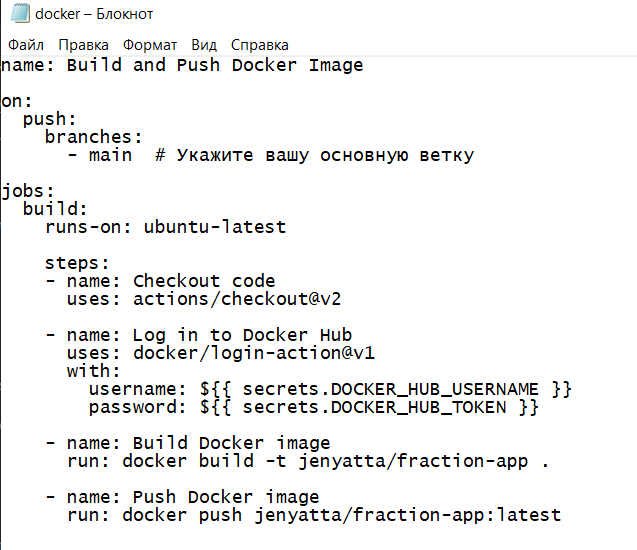 docker – Блокнот
Файл Правка Формат Вид Справка
name: Build and Push Docker Image
on:
  push:
    branches:
      - main  # Укажите вашу основную ветку
jobs:
  build:
    runs-on: ubuntu-latest
    steps:
    - name: Checkout code
      uses: actions/checkout@v2
    - name: Log in to Docker Hub
      uses: docker/login-action@v1
      with:
        username: ${{ secrets.DOCKER_HUB_USERNAME }}
        password: ${{ secrets.DOCKER_HUB_TOKEN }}
    - name: Build Docker image
      run: docker build -t jenyatta/fraction-app .
    - name: Push Docker image
      run: docker push jenyatta/fraction-app:latest